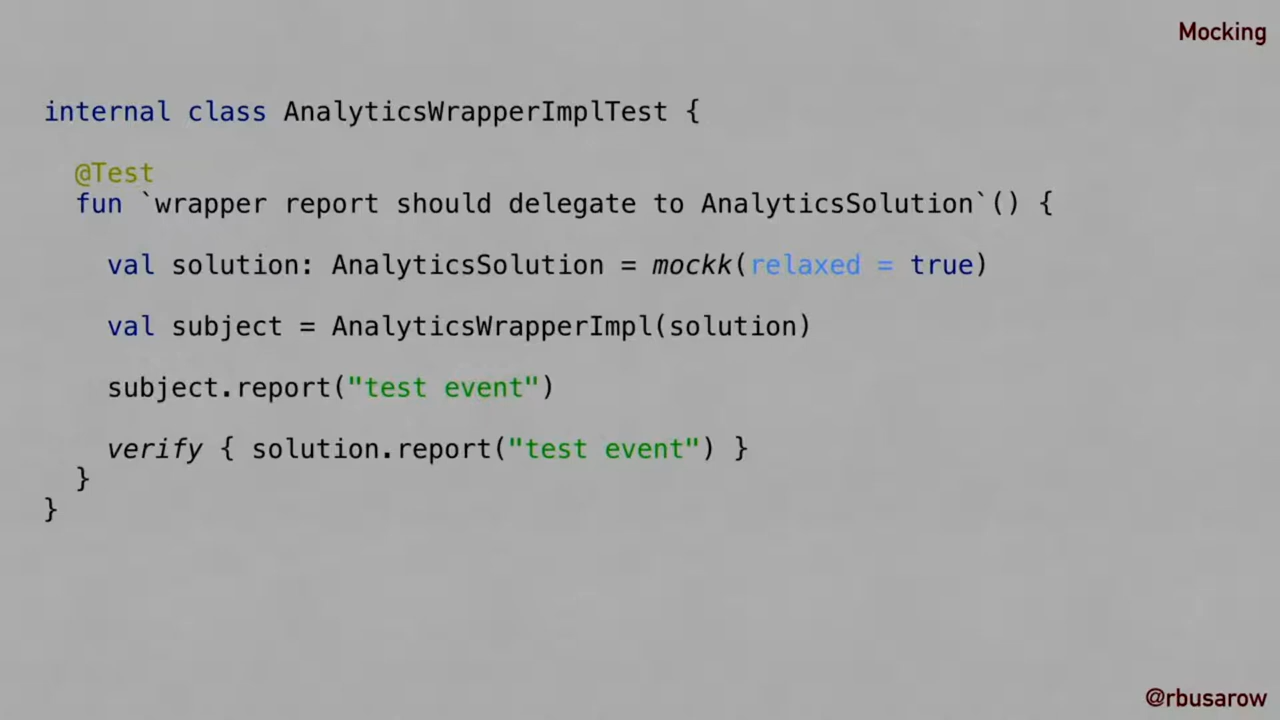 Mocking
internal class AnalyticsWrapperImplTest {
@Test
fun `wrapper report should delegate to AnalyticsSolution`() {
val solution: AnalyticsSolution = mockk(relaxed = true)
val subject = AnalyticsWrapperImpl(solution)
subject.report("test event")
verify { solution.report("test event") }
}
}
@rbusarow